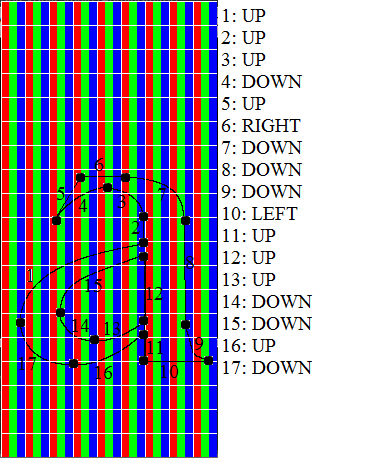 1: UP
2: UP
3: UP
4: DOWN
5: UP
6: RIGHT
7: DOWN
8: DOWN
9: DOWN
10: LEFT
11: UP
12: UP
13: UP
14: DOWN
15: DOWN
16: UP
17: DOWN
6
5
4
3
7
2
1
8
15
12
14
13
11
9
17
16
10